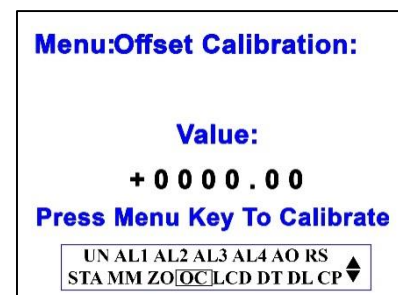 Menu:Offset Calibration:
Value:
+0000.00
Press Menu Key To Calibrate
UN AL1 AL2 AL3 AL4 AO RS
STA MM ZO OC LCD DT DL CP